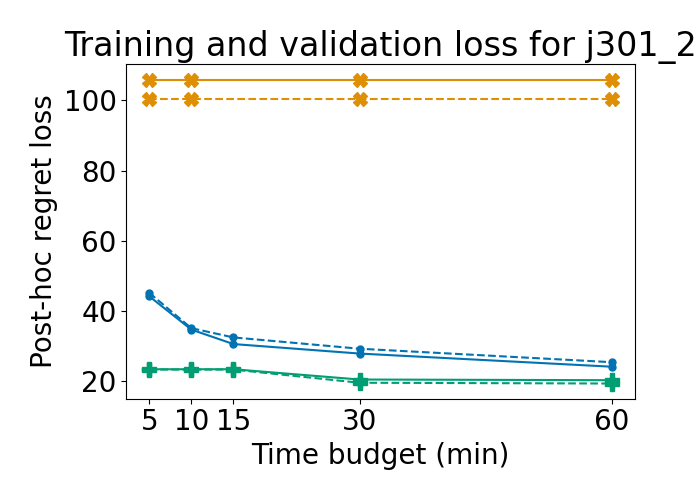 Training and validation loss for j301_2
Post-hoc regret loss
100
80
60
40
20
5 10 15 30 60
Time budget (min)